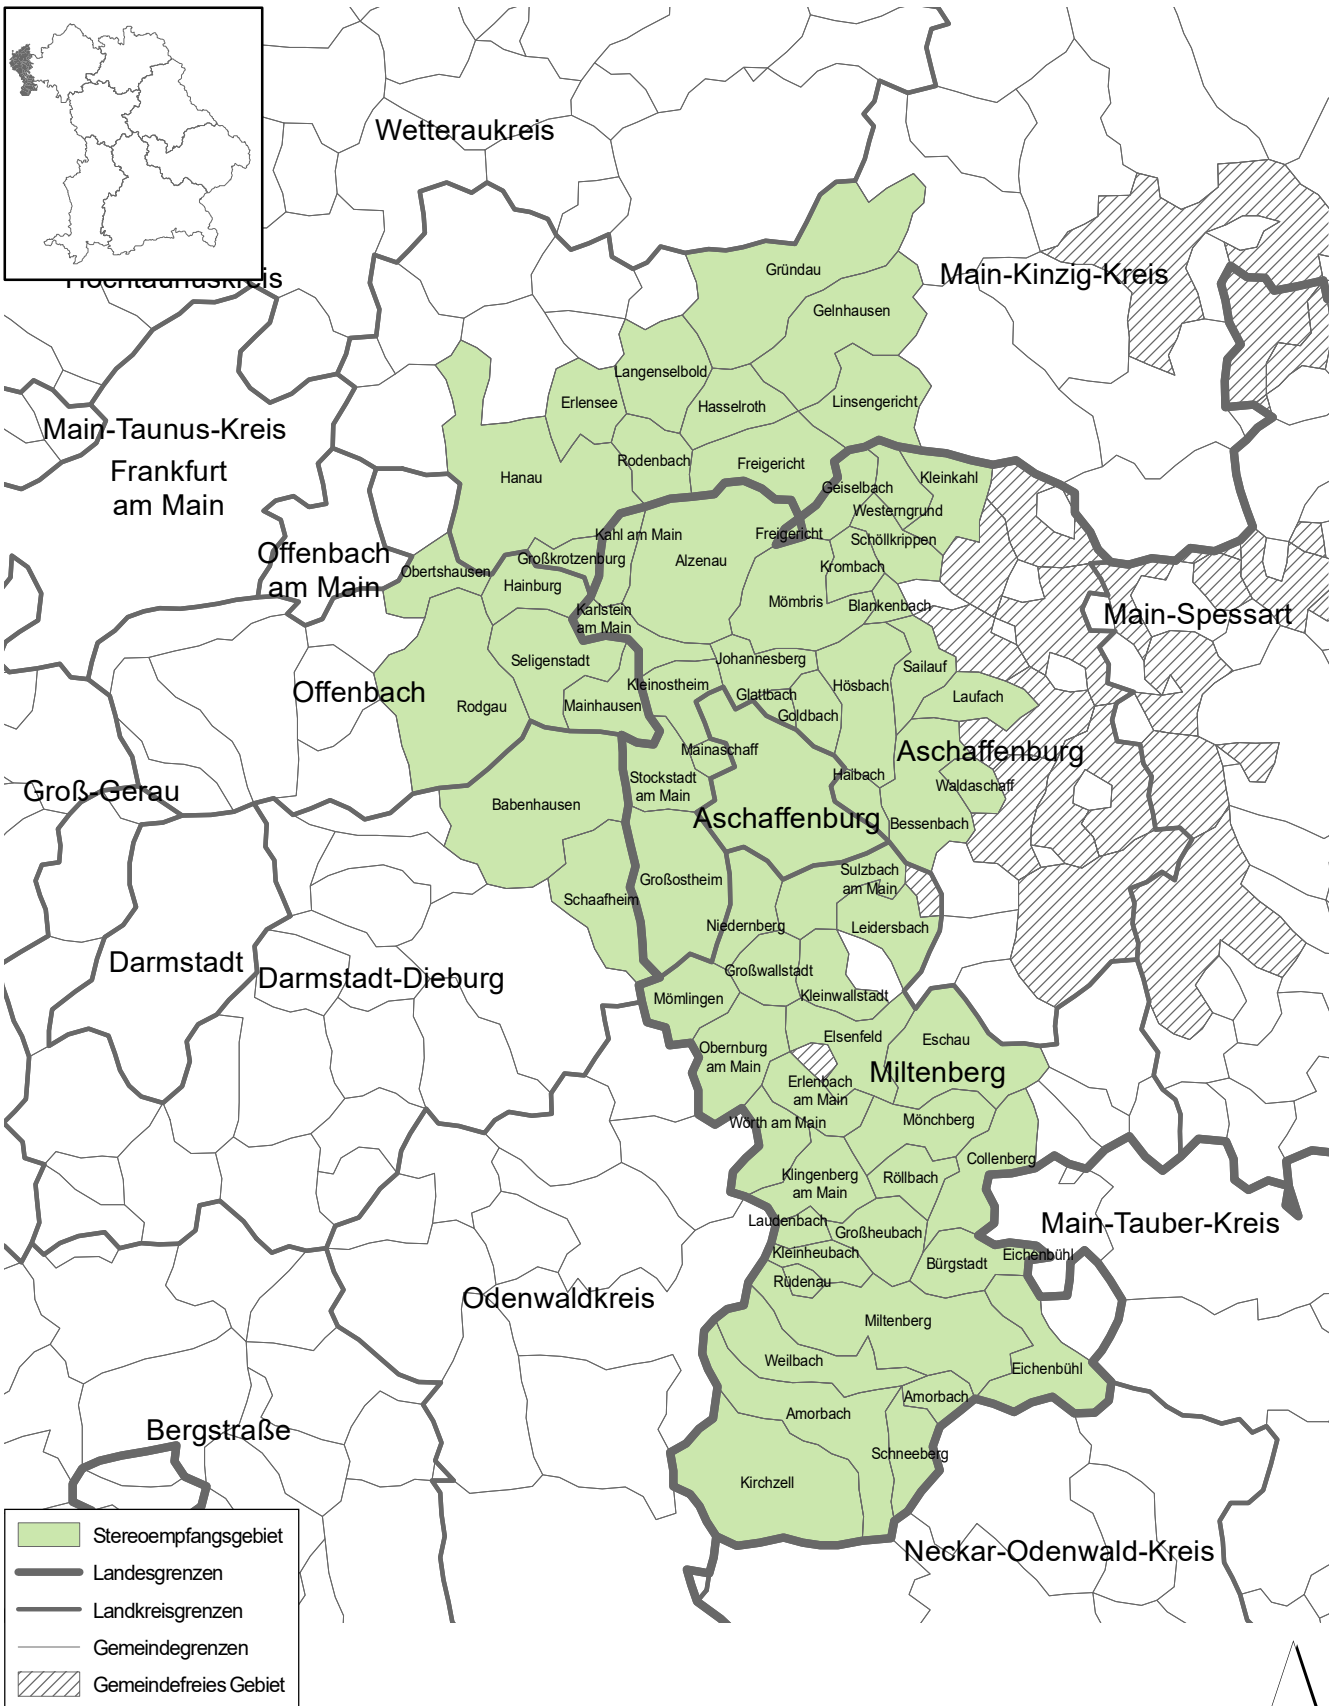 Wetteraukreis
Hochtaunuskreis
Gründau
Main-Kinzig-Kreis
Gelnhausen
Langenselbold
Erlensee
Hasselroth
Linsengericht
Main-Taunus-Kreis
Frankfurt
am Main
Hanau
Rodenbach
Freigericht
Geiselbach
Kleinkahl
Westerngrund
Kahl am Main
Freigericht
Schöllkrippen
Offenbach
am Main
Großkrotzenburg
Alzenau
Krombach
Obertshausen
Hainburg
Mömbris
Blankenbach
Karlstein
am Main
Main-Spessart
Seligenstadt
Johannesberg
Sailauf
Kleinostheim
Hösbach
Offenbach
Glattbach
Laufach
Rodgau
Mainhausen
Goldbach
Mainaschaff
Aschaffenburg
Haibach
Stockstadt
am Main
Waldaschaff
Groß-Gerau
Babenhausen
Aschaffenburg
Bessenbach
Großostheim
Sulzbach
am Main
Schaafheim
Niedernberg
Leidersbach
Darmstadt
Darmstadt-Dieburg
Großwallstadt
Mömlingen
Kleinwallstadt
Elsenfeld
Eschau
Obernburg
am Main
Miltenberg
Erlenbach
am Main
Wörth am Main
Mönchberg
Collenberg
Klingenberg
am Main
Röllbach
Laudenbach
Großheubach
Main-Tauber-Kreis
Kleinheubach
Bürgstadt
Eichenbühl
Rüdenau
Odenwaldkreis
Miltenberg
Weilbach
Eichenbühl
Amorbach
Amorbach
Bergstraße
Schneeberg
Kirchzell
Neckar-Odenwald-Kreis
Stereoempfangsgebiet
Landesgrenzen
Landkreisgrenzen
Gemeindegrenzen
Gemeindefreies Gebiet